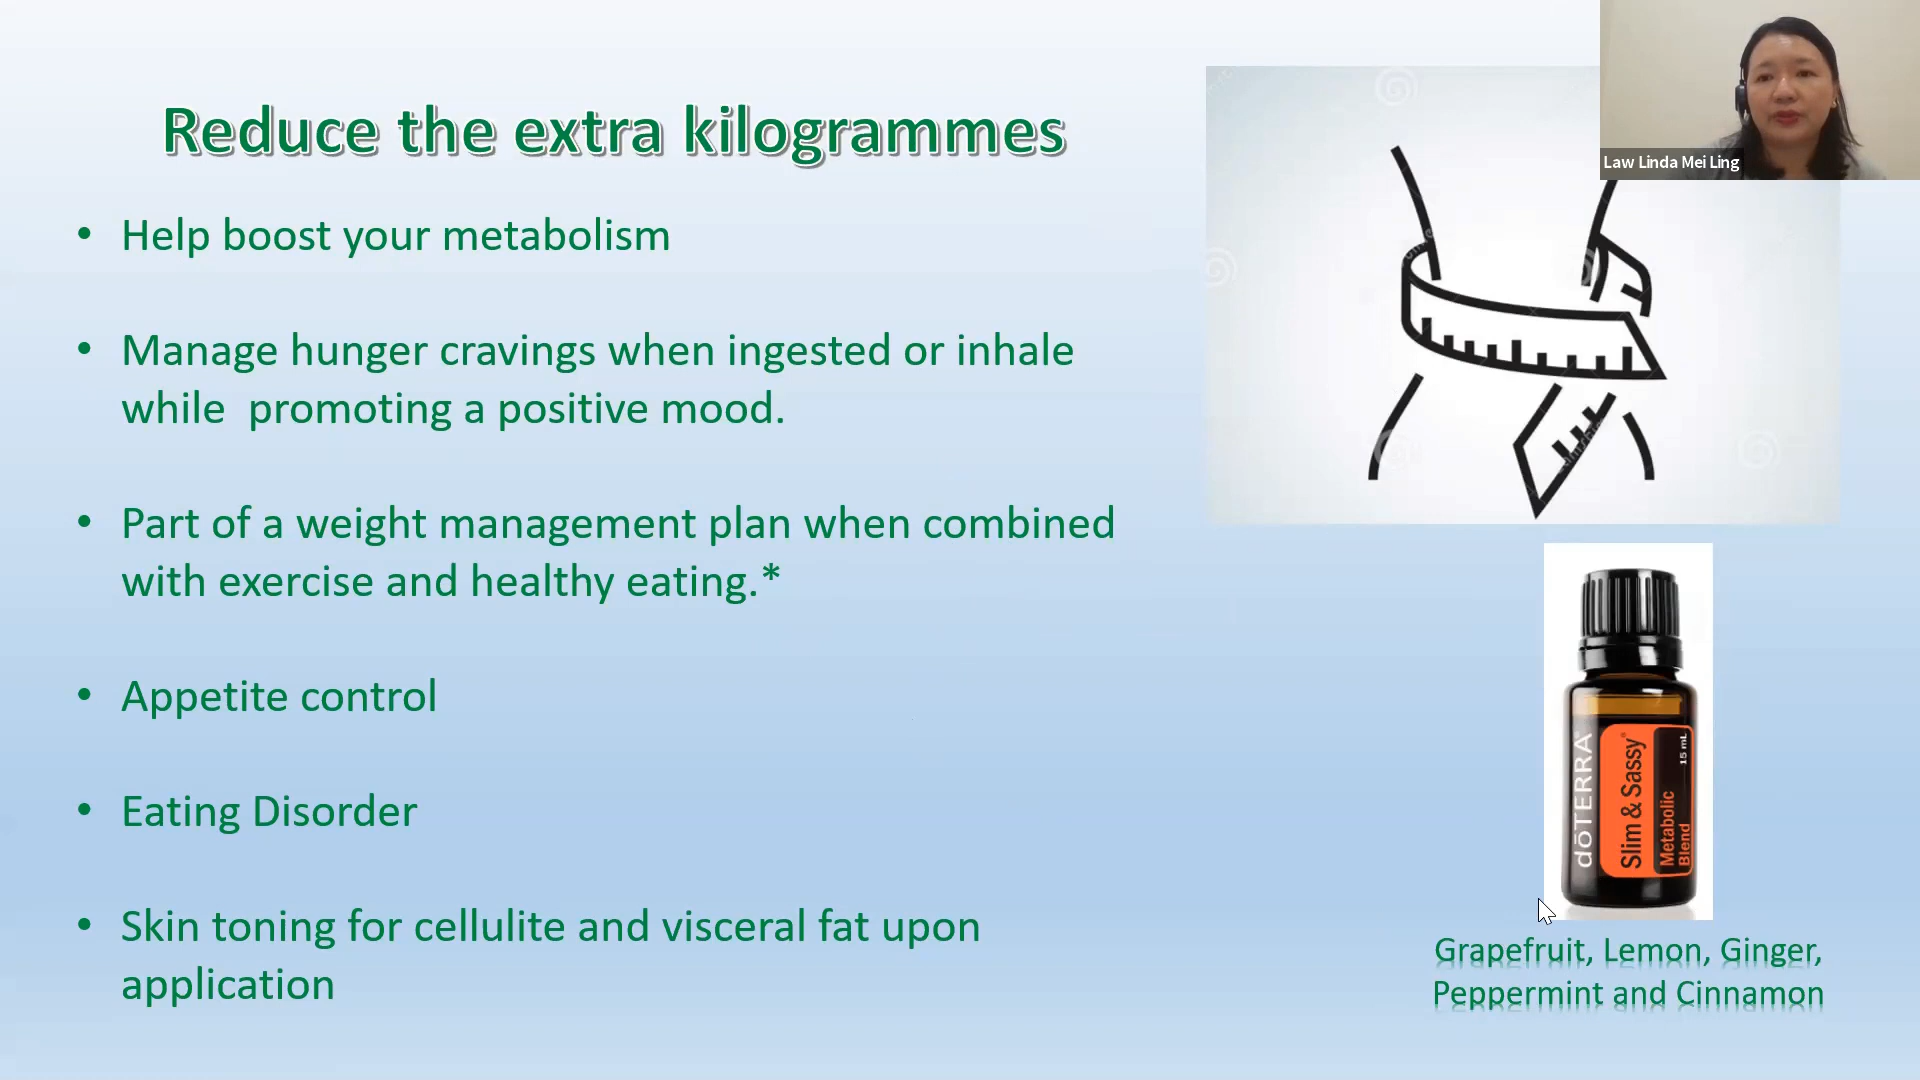 Law Linda Mei Ling
Reduce the extra kilogrammes
• Help boost your metabolism
• Manage hunger cravings when ingested or inhale
while  promoting a positive mood.
• Part of a weight management plan when combined
with exercise and healthy eating.*
• Appetite control
• Eating Disorder
• Skin toning for cellulite and visceral fat upon
application
dōTERRA
Slim & Sassy®
Metabolic
Blend
15 mL
Grapefruit, Lemon, Ginger,
Peppermint and Cinnamon